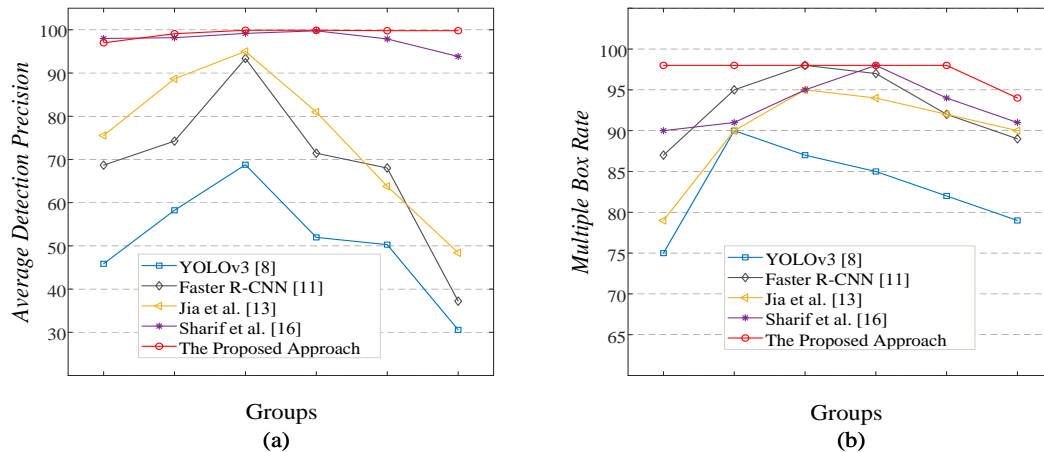 Average Detection Precision
100
90
80
70
60
50
40
30
YOLOv3 [8]
Faster R-CNN [11]
Jia et al. [13]
Sharif et al. [16]
The Proposed Approach
Groups
(a)
Multiple Box Rate
100
95
90
85
80
75
70
65
YOLOv3 [8]
Faster R-CNN [11]
Jia et al. [13]
Sharif et al. [16]
The Proposed Approach
Groups
(b)